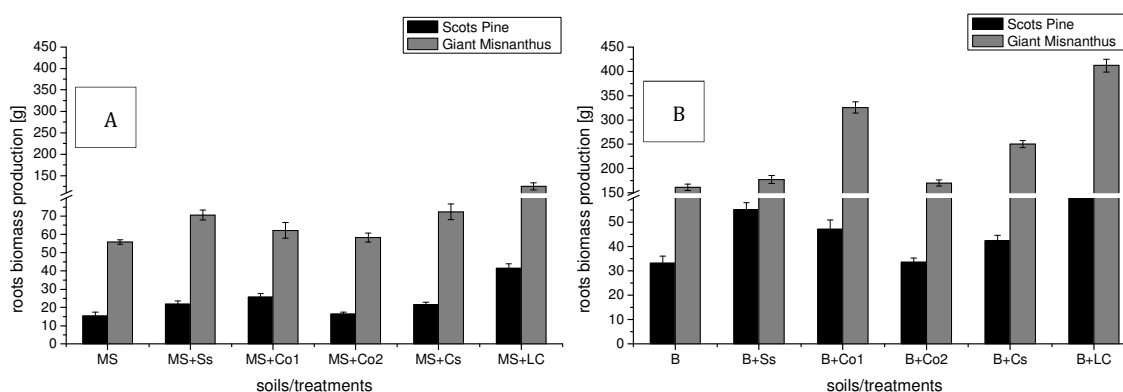 Scots Pine
Giant Misnanthus
450
400
350
300
250
200
150
70
60
50
40
30
20
10
0
roots biomass production [g]
A
MS
MS+Ss
MS+Co1
MS+Co2
MS+Cs
MS+LC
soils/treatments
Scots Pine
Giant Misnanthus
450
400
350
300
250
200
150
50
40
30
20
10
0
roots biomass production [g]
B
B
B+Ss
B+Co1
B+Co2
B+Cs
B+LC
soils/treatments